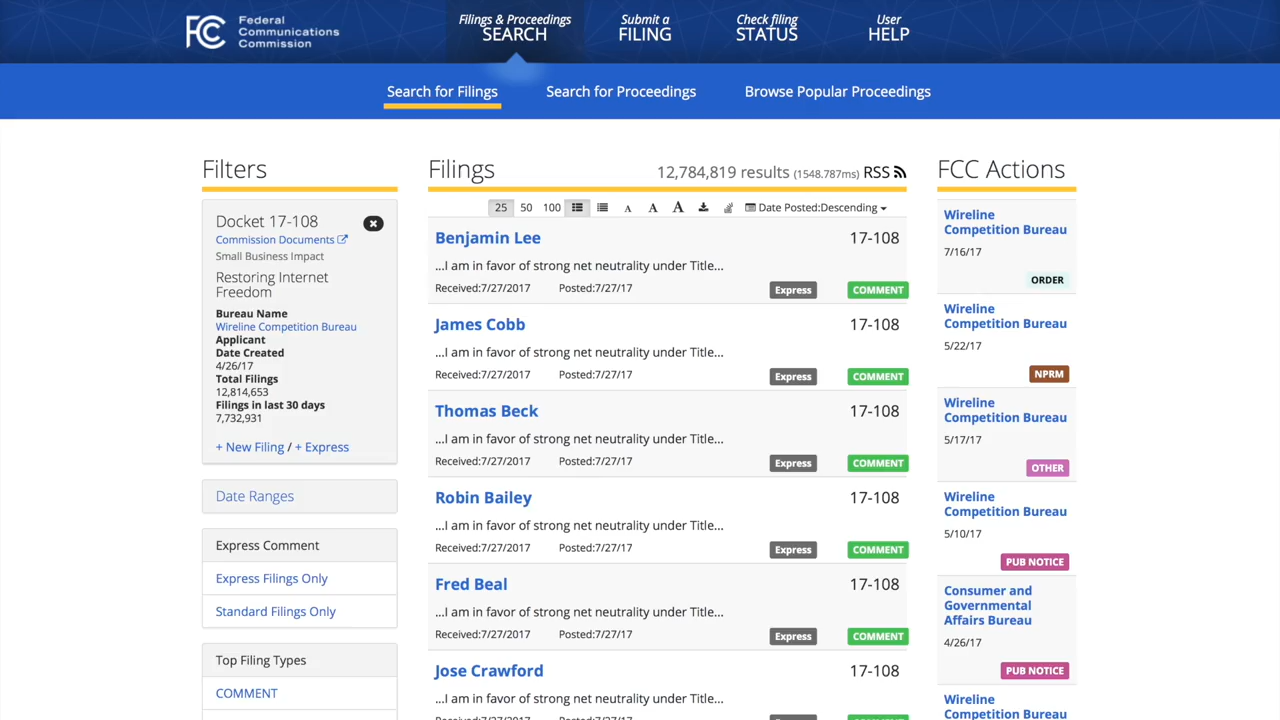 Federal
Communications
Commission
Filings & Proceedings
SEARCH
Submit a
FILING
Check filing
STATUS
User
HELP
Search for Filings
Search for Proceedings
Browse Popular Proceedings
Filters
Docket 17-108
Commission Documents
Small Business Impact
Restoring Internet
Freedom
Bureau Name
Wireline Competition Bureau
Applicant
Date Created
4/26/17
Total Filings
12,814,653
Filings in last 30 days
7,732,931
+ New Filing / + Express
Date Ranges
Express Comment
Express Filings Only
Standard Filings Only
Top Filing Types
COMMENT
Filings
12,784,819 results (1548.787ms) RSS
25 50 100 A A A Date Posted:Descending
Benjamin Lee 17-108
...I am in favor of strong net neutrality under Title...
Received:7/27/2017 Posted:7/27/17 Express COMMENT
James Cobb 17-108
...I am in favor of strong net neutrality under Title...
Received:7/27/2017 Posted:7/27/17 Express COMMENT
Thomas Beck 17-108
...I am in favor of strong net neutrality under Title...
Received:7/27/2017 Posted:7/27/17 Express COMMENT
Robin Bailey 17-108
...I am in favor of strong net neutrality under Title...
Received:7/27/2017 Posted:7/27/17 Express COMMENT
Fred Beal 17-108
...I am in favor of strong net neutrality under Title...
Received:7/27/2017 Posted:7/27/17 Express COMMENT
Jose Crawford 17-108
...I am in favor of strong net neutrality under Title...
Received:7/27/2017 Posted:7/27/17 Express COMMENT
FCC Actions
Wireline
Competition Bureau
7/16/17
ORDER
Wireline
Competition Bureau
5/22/17
NPRM
Wireline
Competition Bureau
5/17/17
OTHER
Wireline
Competition Bureau
5/10/17
PUB NOTICE
Consumer and
Governmental
Affairs Bureau
4/26/17
PUB NOTICE
Wireline
Competition Bureau